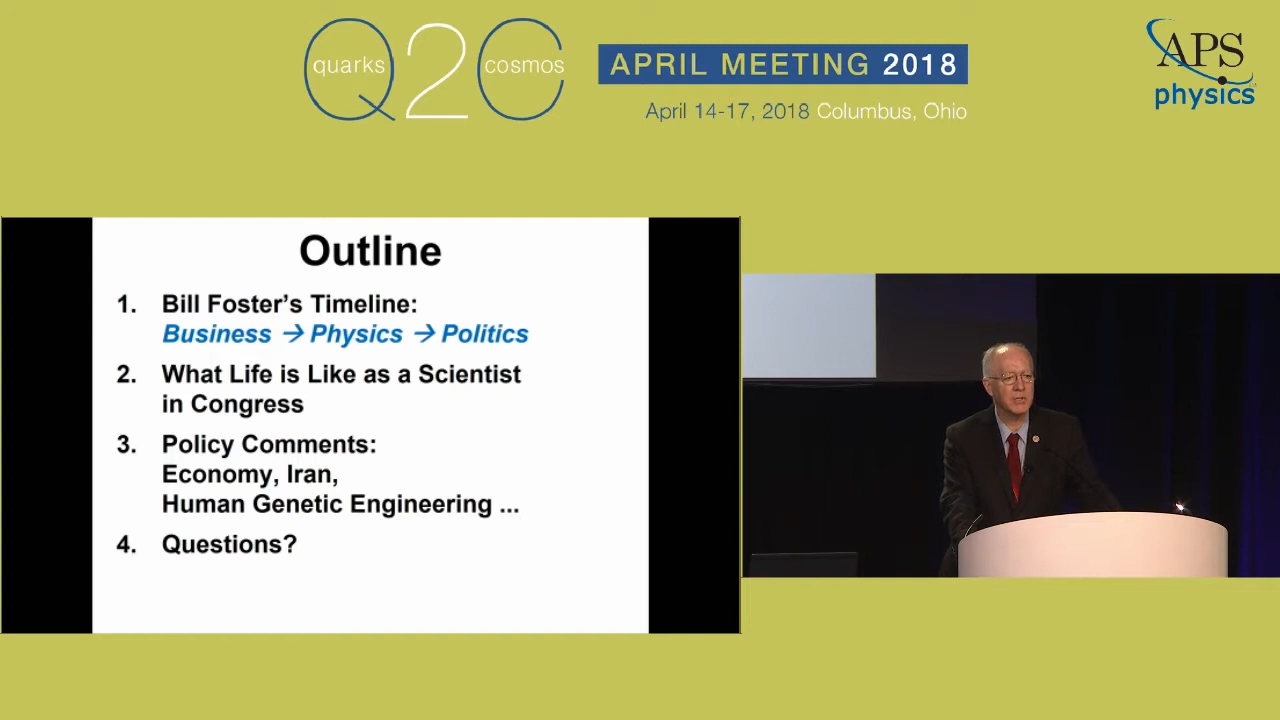 quarks Q2C cosmos
APRIL MEETING 2018
April 14-17, 2018 Columbus, Ohio
APS
physics
Outline
1. Bill Foster's Timeline:
Business → Physics → Politics
2. What Life is Like as a Scientist
in Congress
3. Policy Comments:
Economy, Iran,
Human Genetic Engineering ...
4. Questions?